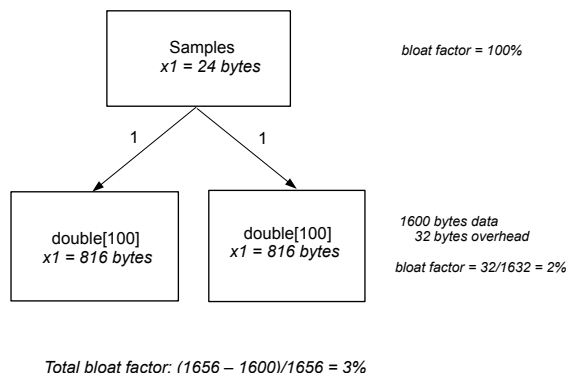 Samples
x1 = 24 bytes
bloat factor = 100%
1
1
double[100]
x1 = 816 bytes
double[100]
x1 = 816 bytes
1600 bytes data
32 bytes overhead
bloat factor = 32/1632 = 2%
Total bloat factor: (1656 – 1600)/1656 = 3%